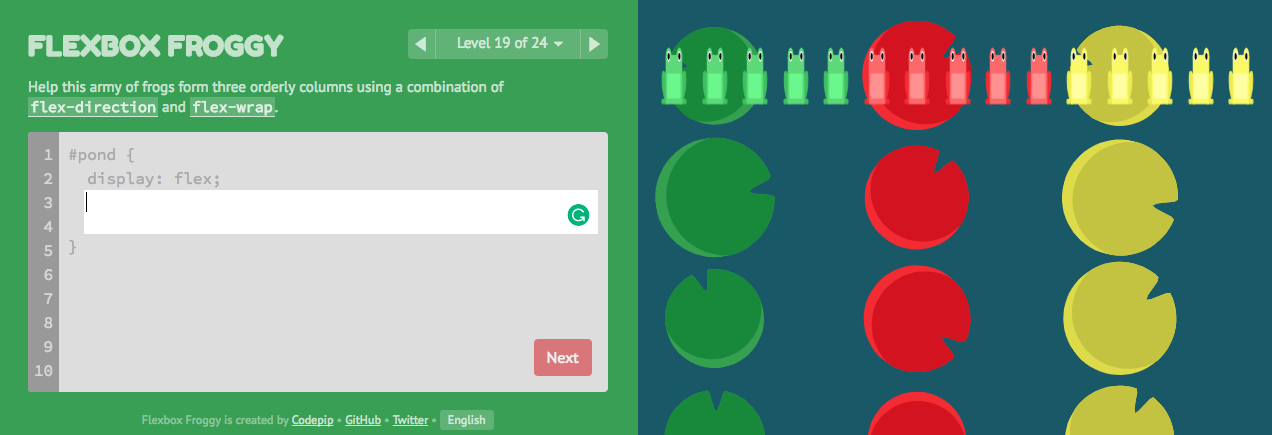 FLEXBOX FROGGY
Level 19 of 24
Help this army of frogs form three orderly columns using a combination of
flex-direction and flex-wrap.
1 #pond {
2 display: flex;
3
4
5 }
6
7
8
9
10
Next
Flexbox Froggy is created by Codepip • GitHub • Twitter • English